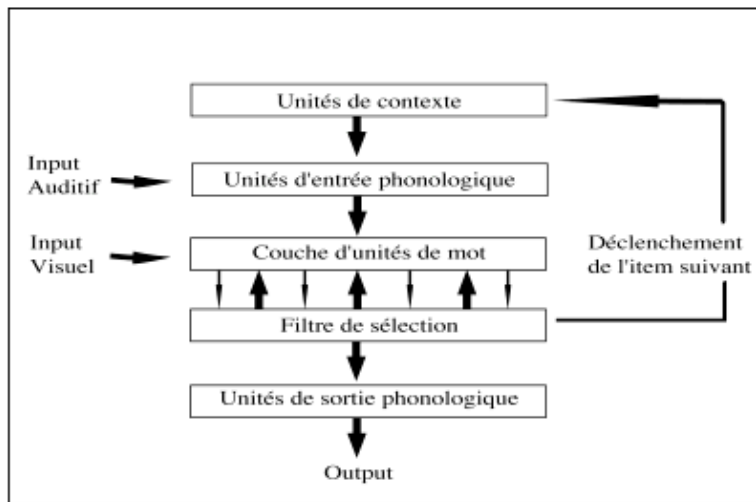 Unités de contexte
Input
Auditif
Unités d'entrée phonologique
Input
Visuel
Couche d'unités de mot
Déclenchement
de l'item suivant
Filtre de sélection
Unités de sortie phonologique
Output